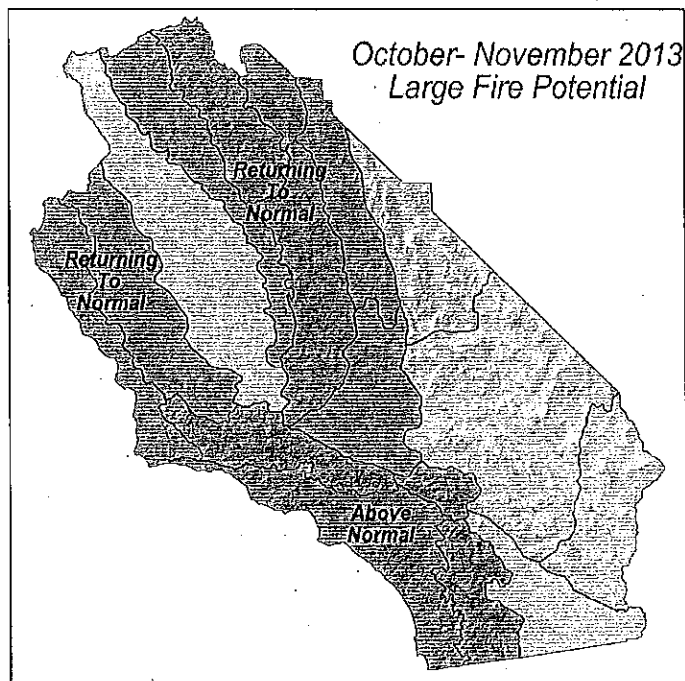 October- November 2013
Large Fire Potential
Returning
To
Normal
Returning
To
Normal
Above
Normal